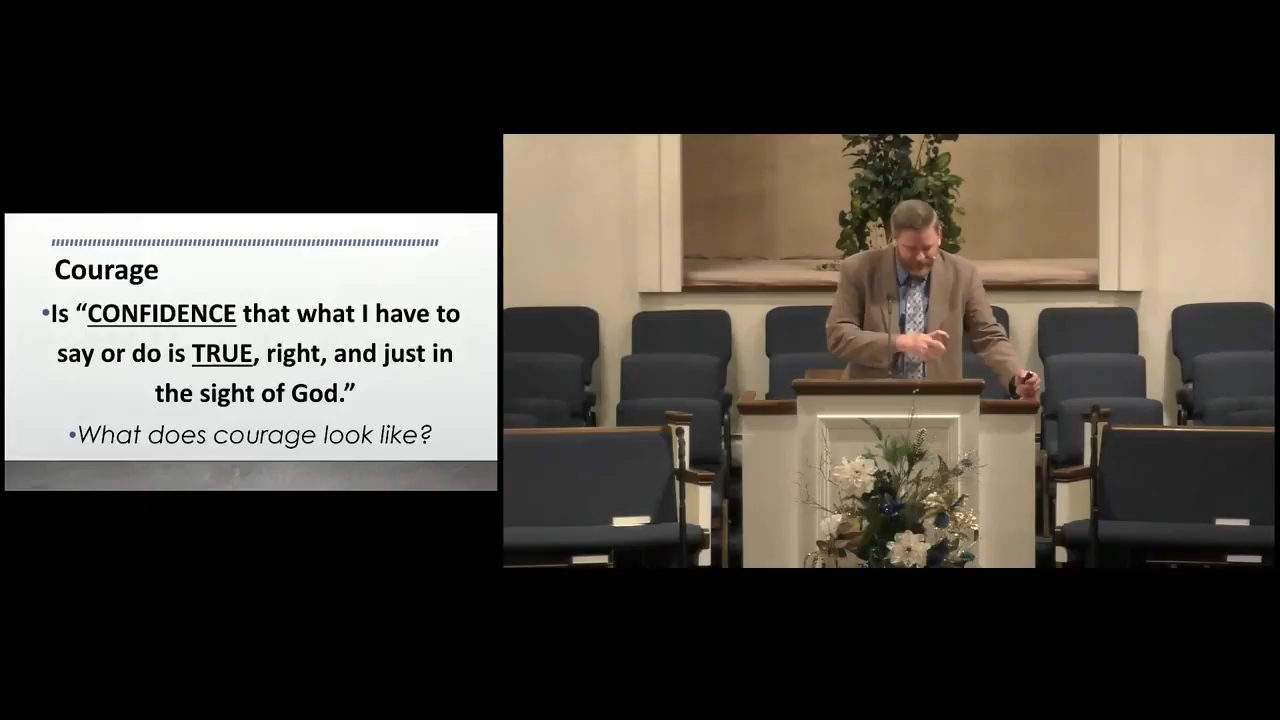 Courage
•Is “CONFIDENCE that what I have to
say or do is TRUE, right, and just in
the sight of God.”
•What does courage look like?